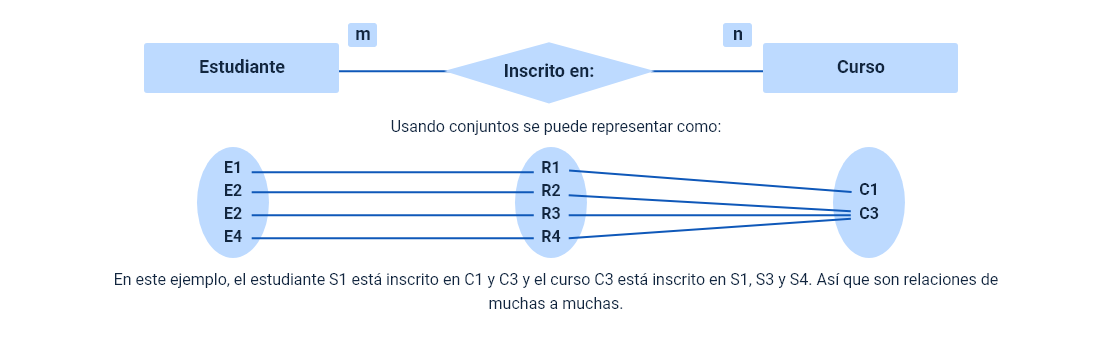 m
n
Estudiante
Inscrito en:
Curso
Usando conjuntos se puede representar como:
E1
E2
E2
E4
R1
R2
R3
R4
C1
C3
En este ejemplo, el estudiante S1 está inscrito en C1 y C3 y el curso C3 está inscrito en S1, S3 y S4. Así que son relaciones de
muchas a muchas.